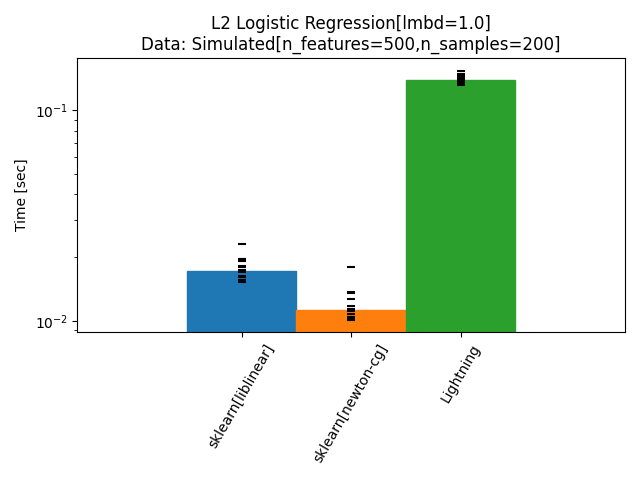 L2 Logistic Regression[lmbd=1.0]
Data: Simulated[n_features=500,n_samples=200]
Time [sec]
10⁻¹
10⁻²
sklearn[liblinear]
sklearn[newton-cg]
Lightning